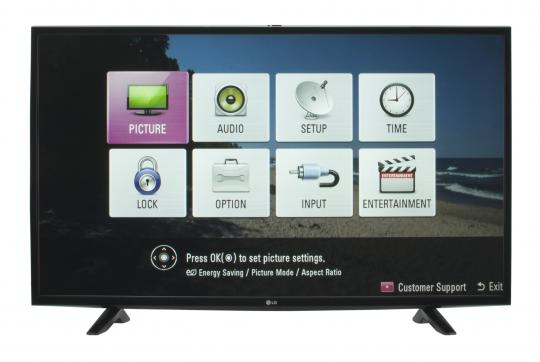 PICTURE
AUDIO
SETUP
TIME
LOCK
OPTION
INPUT
ENTERTAINMENT
ENTERTAINMENT
Press OK(◉) to set picture settings.
Energy Saving / Picture Mode / Aspect Ratio
Customer Support
Exit
LG